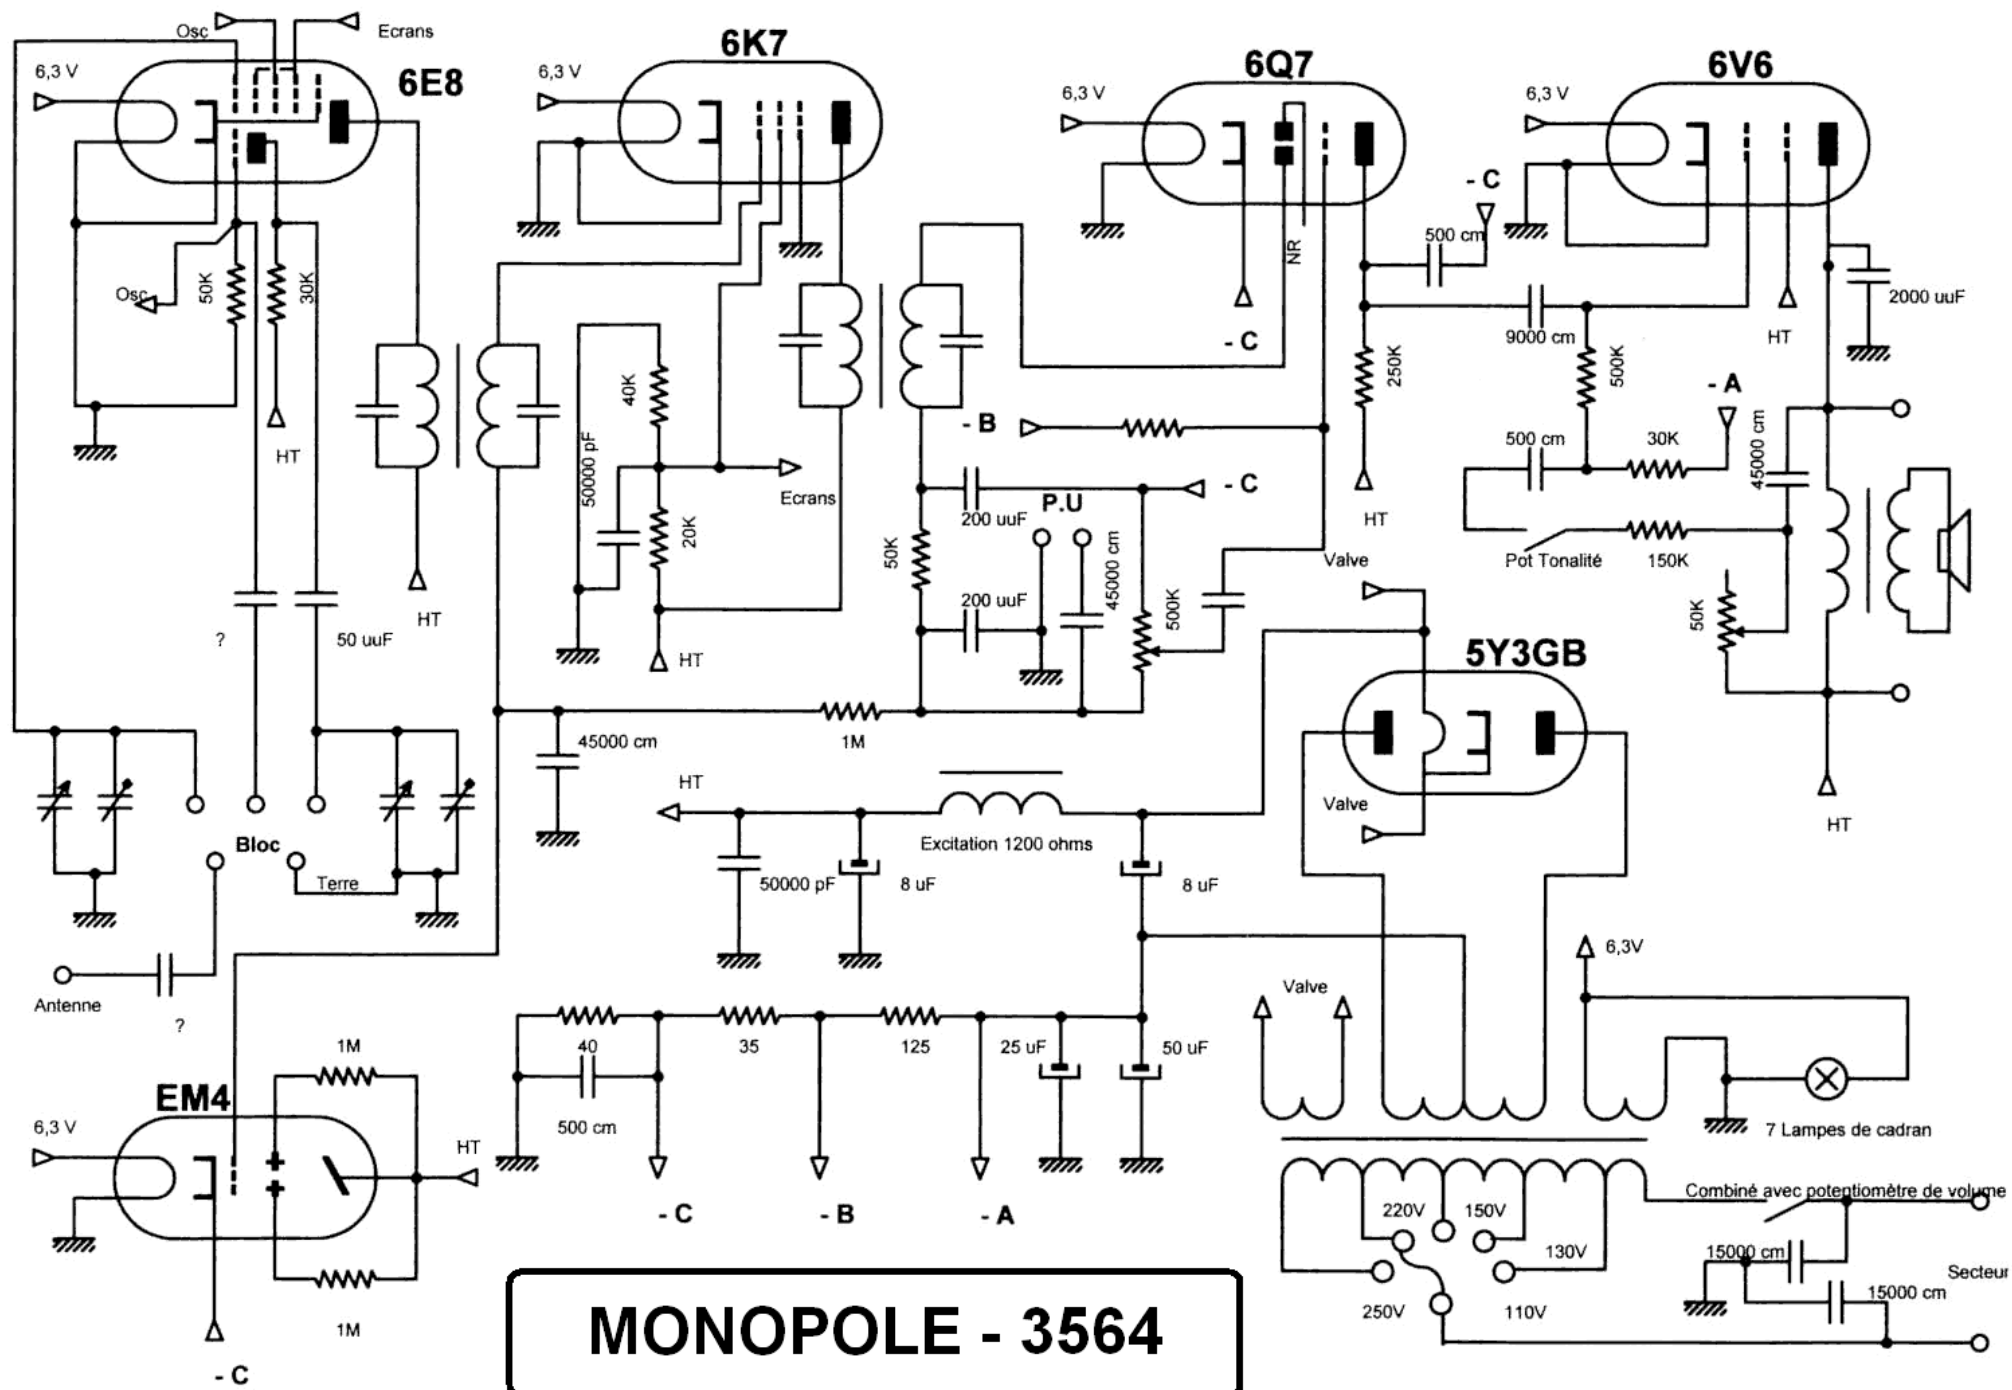 Osc
Ecrans
6K7
6Q7
6V6
6,3 V
6E8
6,3 V
6,3 V
6,3 V
- C
500 cm
NR
Osc
50K
30K
2000 uuF
- C
9000 cm
HT
250K
500K
- A
40K
- B
500 cm
30K
45000 cm
HT
50000 pF
Ecrans
- C
P.U
200 uuF
HT
20K
50K
45000 cm
Valve
Pot Tonalité
150K
HT
200 uuF
500K
50K
?
50 uuF
HT
5Y3GB
45000 cm
1M
HT
Valve
HT
Bloc
Excitation 1200 ohms
Terre
50000 pF
8 uF
8 uF
6,3V
Antenne
Valve
?
1M
40
35
125
25 uF
50 uF
EM4
6,3 V
500 cm
HT
7 Lampes de cadran
- C
- B
- A
220V
150V
Combiné avec potentiomètre de volume
130V
15000 cm
Secteur
250V
110V
15000 cm
1M
MONOPOLE - 3564
- C